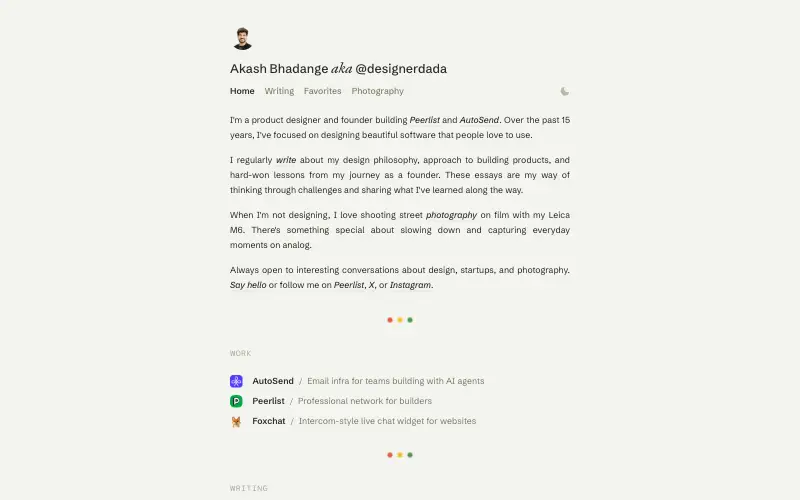 Akash Bhadange aka @designerdada
Home Writing Favorites Photography
I'm a product designer and founder building Peerlist and AutoSend. Over the past 15
years, I've focused on designing beautiful software that people love to use.
I regularly write about my design philosophy, approach to building products, and
hard-won lessons from my journey as a founder. These essays are my way of
thinking through challenges and sharing what I've learned along the way.
When I'm not designing, I love shooting street photography on film with my Leica
M6. There's something special about slowing down and capturing everyday
moments on analog.
Always open to interesting conversations about design, startups, and photography.
Say hello or follow me on Peerlist, X, or Instagram.
WORK
AutoSend / Email infra for teams building with AI agents
Peerlist / Professional network for builders
Foxchat / Intercom-style live chat widget for websites
WRITING